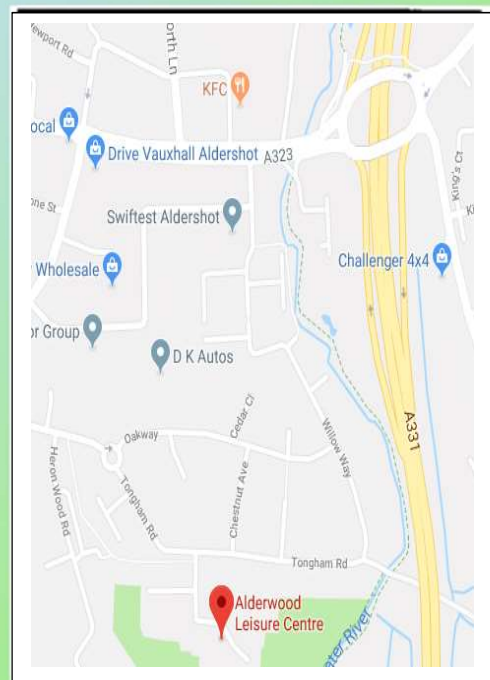 ewport Rd
orth Ln
KFC
ocal
Drive Vauxhall Aldershot
A323
King's Ct
one St
Swiftest Aldershot
Wholesale
Challenger 4x4
or Group
D K Autos
Cedar Cl
Oakway
Willow Way
A331
Heron Wood Rd
Tongham Rd
Chestnut Ave
Tongham Rd
Alderwood
Leisure Centre
ater River